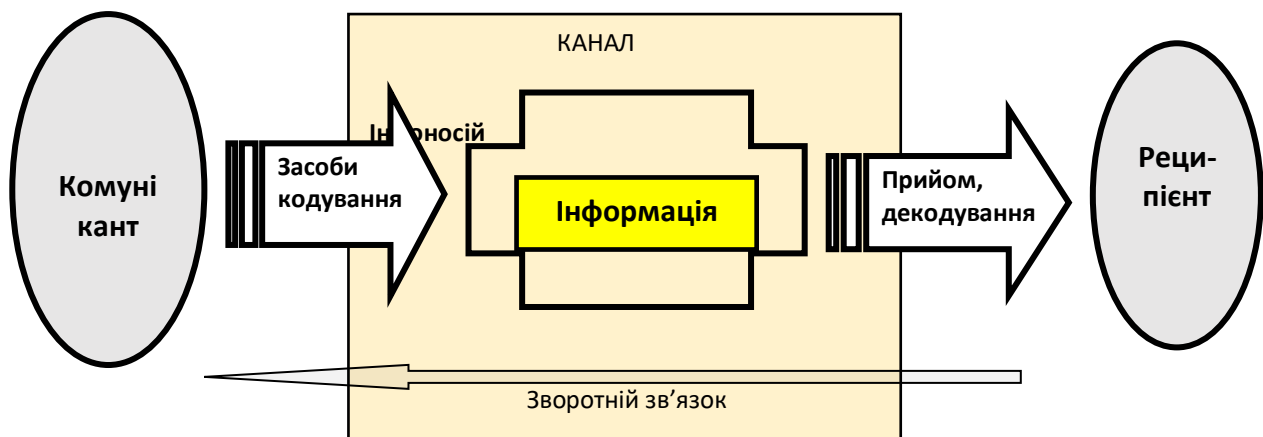 КАНАЛ
Комуні
кант
Засоби
кодування
Інформація
Прийом,
декодування
Реци-
пієнт
Зворотній зв’язок